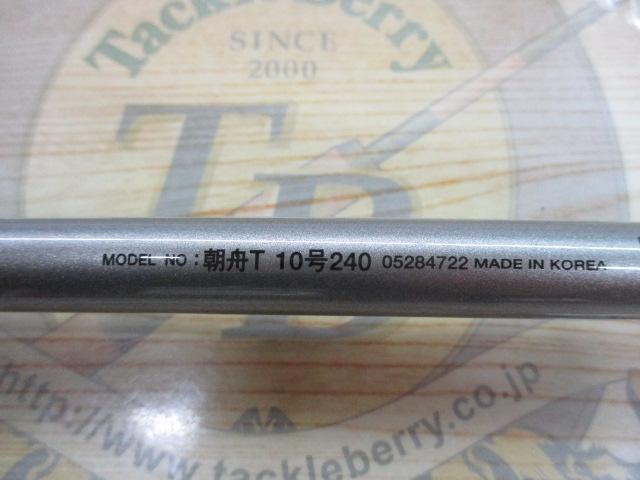 TackleBerry
SINCE
2000
TB
MODEL NO : 朝舟T 10号240 05284722 MADE IN KOREA
http://www.tackleberry.co.jp